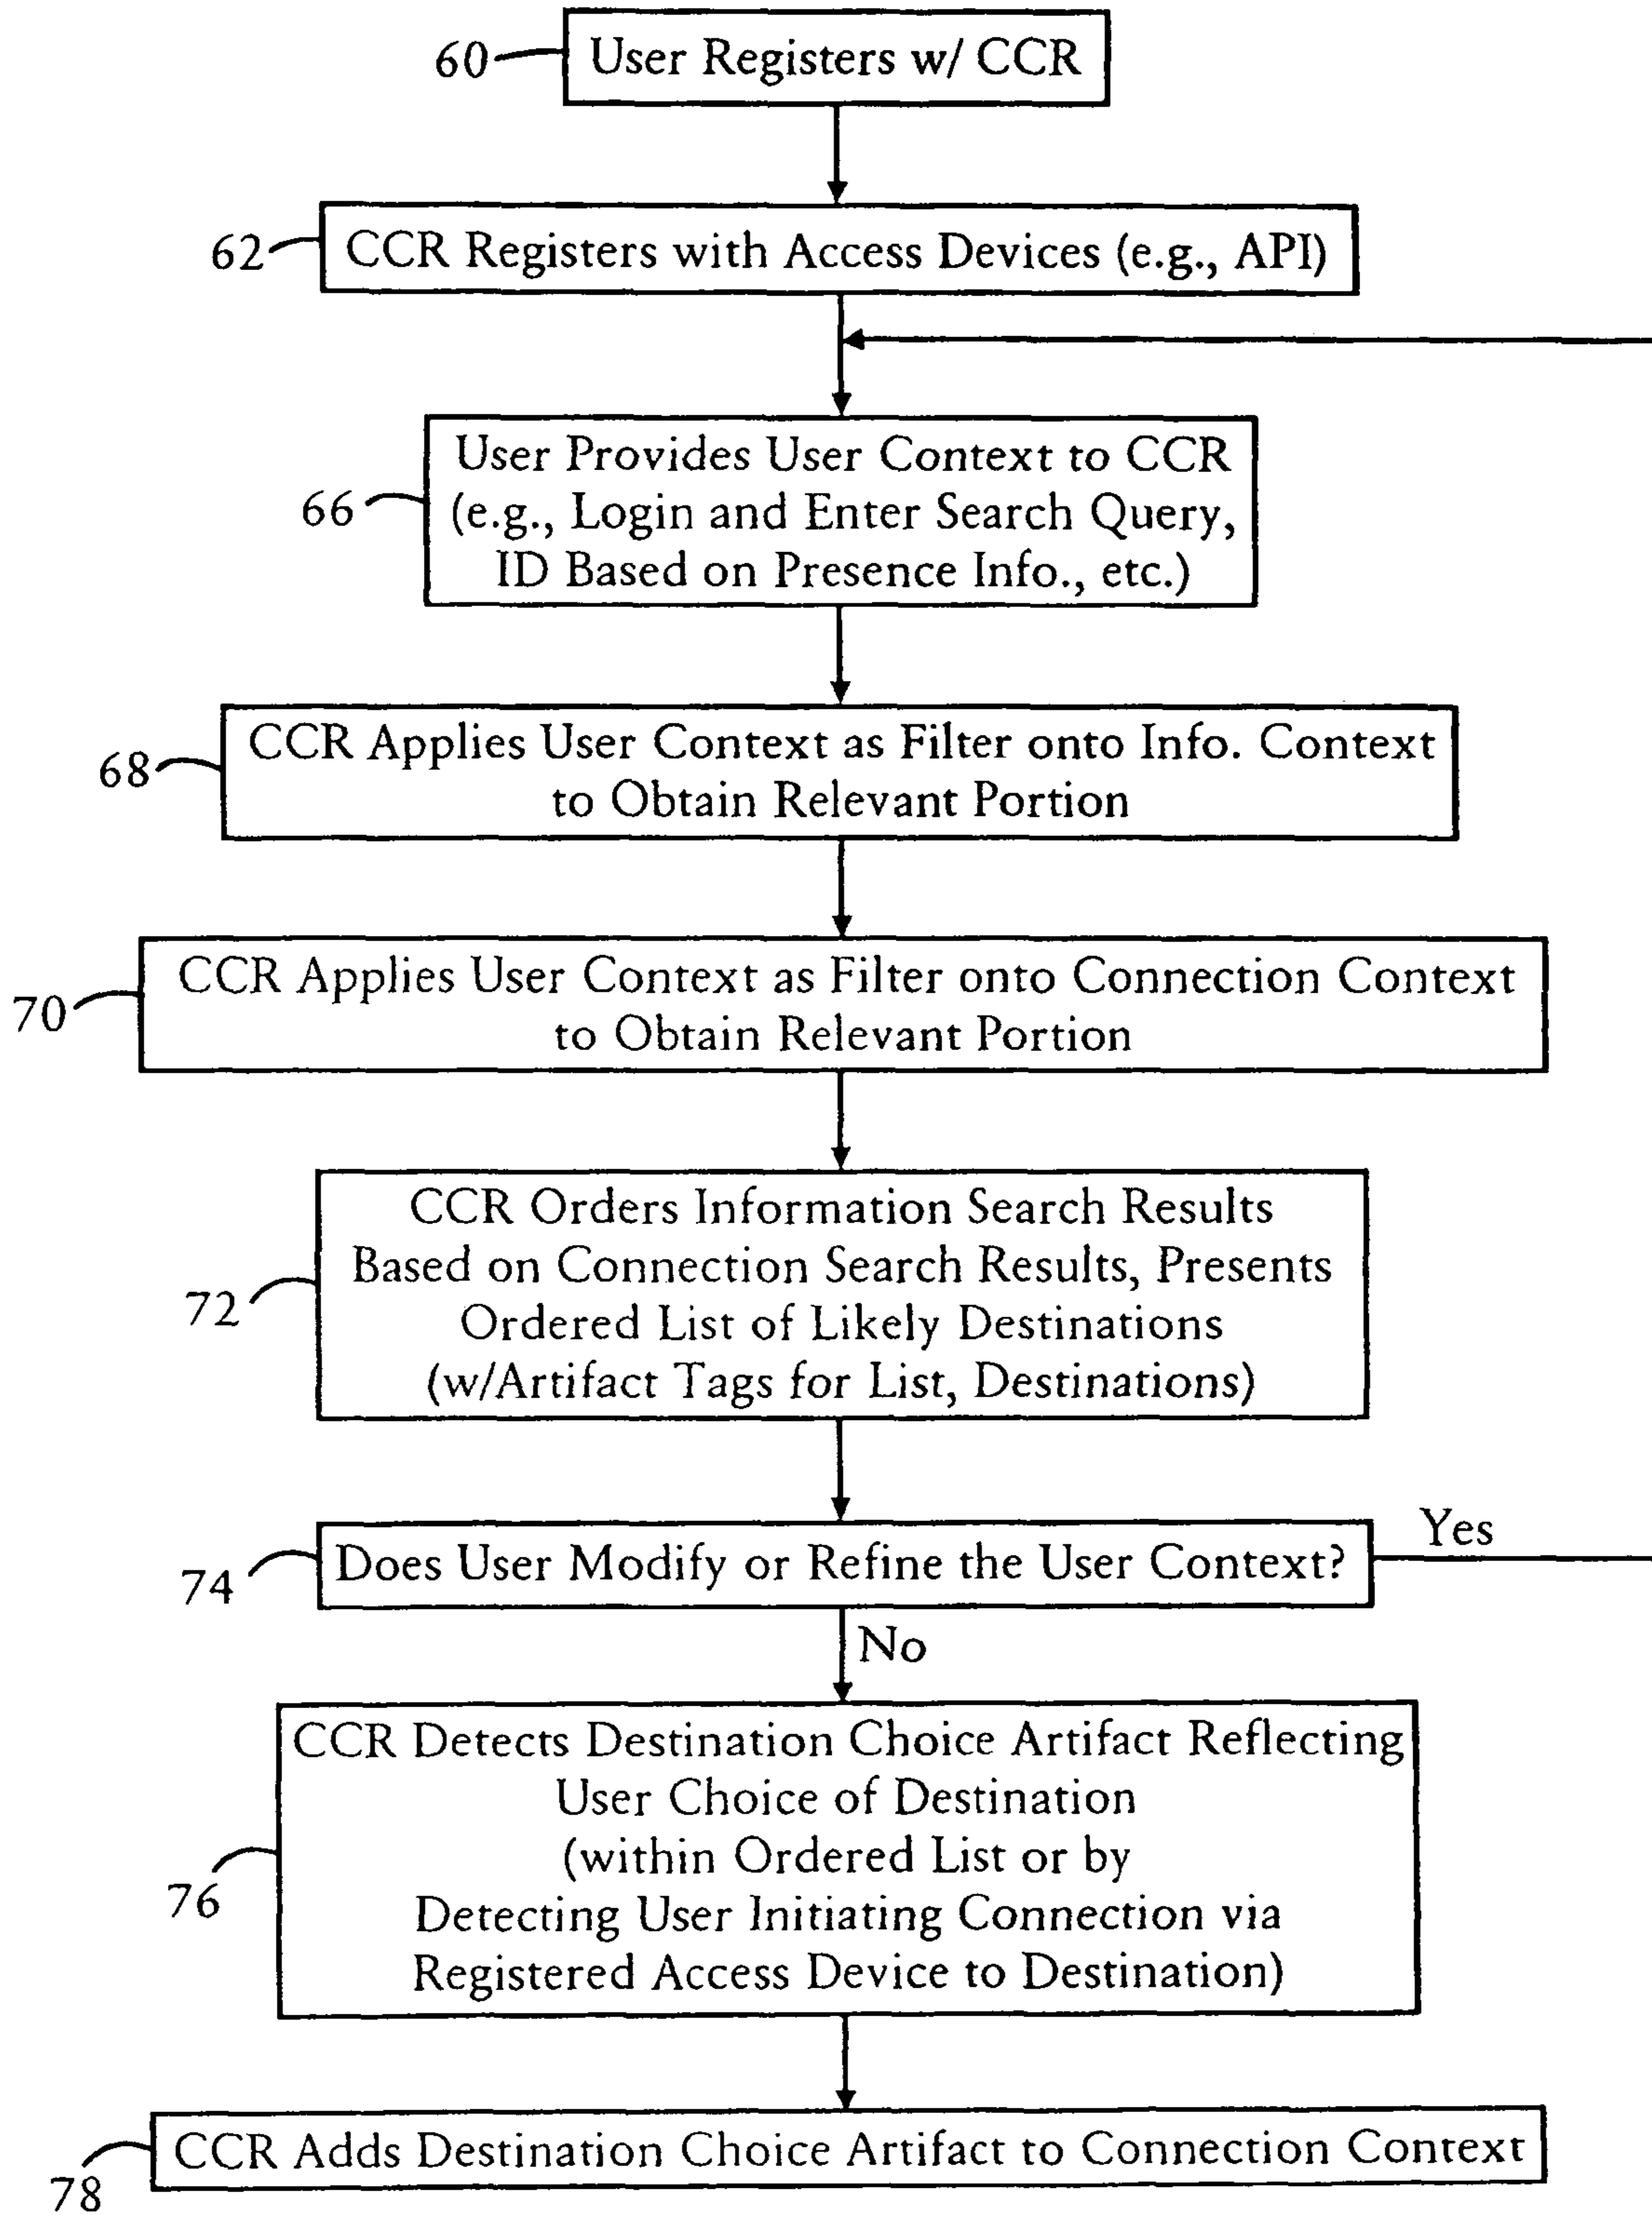 60
User Registers w/ CCR
62
CCR Registers with Access Devices (e.g., API)
66
User Provides User Context to CCR
(e.g., Login and Enter Search Query,
ID Based on Presence Info., etc.)
68
CCR Applies User Context as Filter onto Info. Context
to Obtain Relevant Portion
70
CCR Applies User Context as Filter onto Connection Context
to Obtain Relevant Portion
72
CCR Orders Information Search Results
Based on Connection Search Results, Presents
Ordered List of Likely Destinations
(w/Artifact Tags for List, Destinations)
74
Does User Modify or Refine the User Context?
Yes
No
76
CCR Detects Destination Choice Artifact Reflecting
User Choice of Destination
(within Ordered List or by
Detecting User Initiating Connection via
Registered Access Device to Destination)
78
CCR Adds Destination Choice Artifact to Connection Context